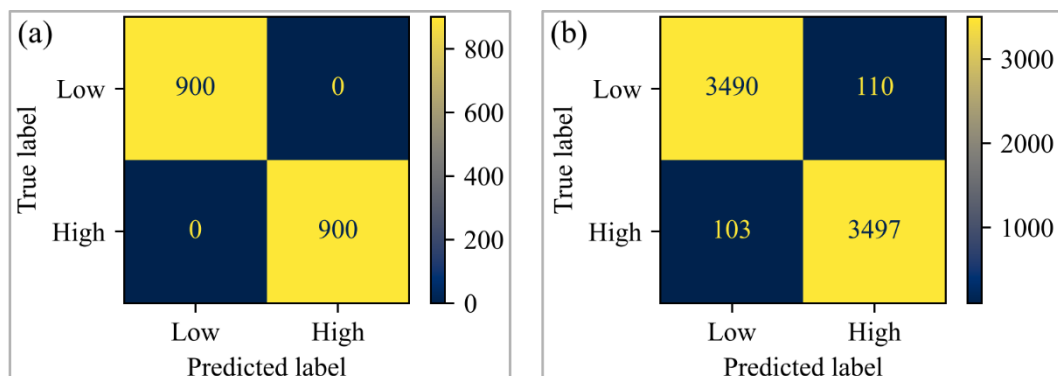 (a)
True label
Low
High
900
0
0
900
Low
High
Predicted label
800
600
400
200
0
(b)
True label
Low
High
3490
110
103
3497
Low
High
Predicted label
3000
2000
1000